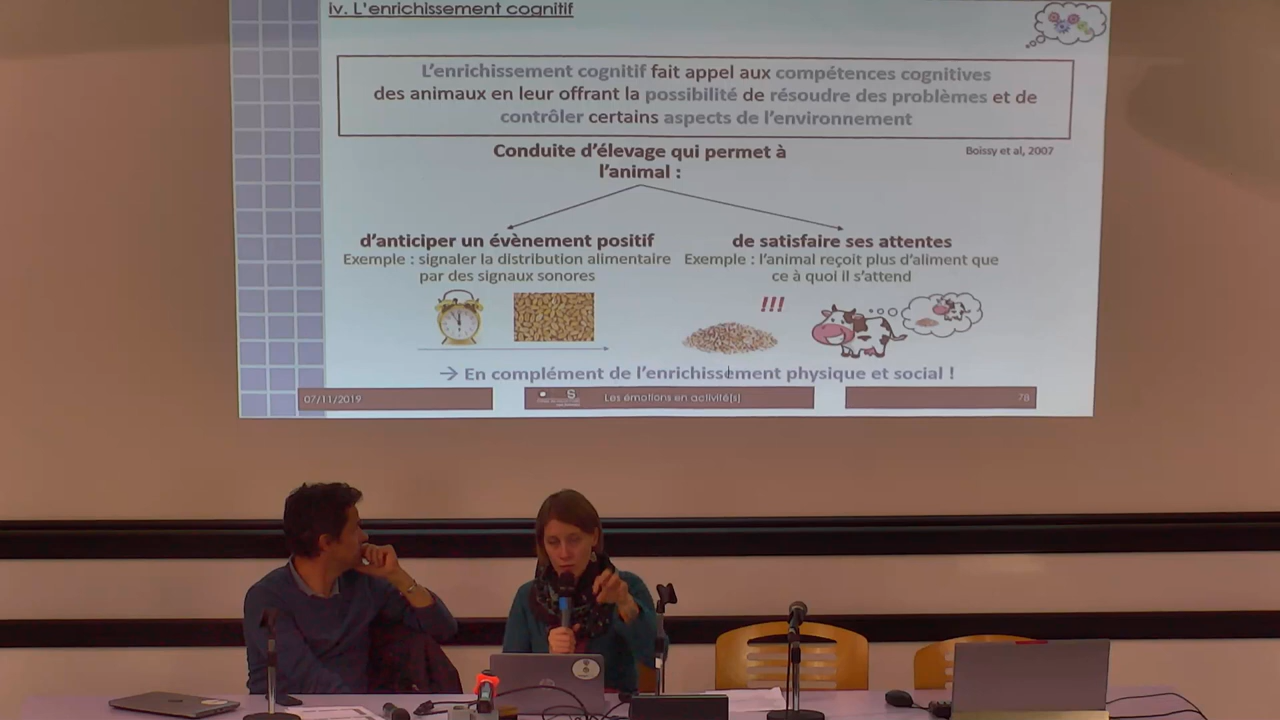 iv. L'enrichissement cognitif
L'enrichissement cognitif fait appel aux compétences cognitives
des animaux en leur offrant la possibilité de résoudre des problèmes et de
contrôler certains aspects de l'environnement
Conduite d'élevage qui permet à
l'animal :
Boissy et al, 2007
d'anticiper un évènement positif
Exemple : signaler la distribution alimentaire
par des signaux sonores
de satisfaire ses attentes
Exemple : l'animal reçoit plus d'aliment que
ce à quoi il s'attend
!!!
→ En complément de l'enrichissement physique et social !
07/11/2019
Les émotions en activité(s)
78